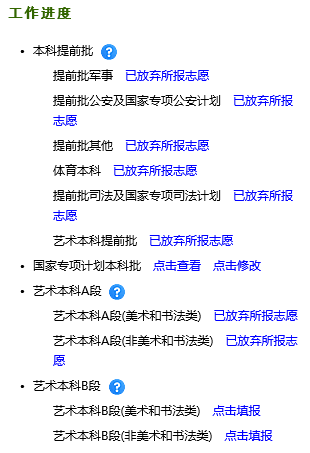 工作进度
本科提前批
提前批军事 已放弃所报志愿
提前批公安及国家专项公安计划 已放弃所报
志愿
提前批其他 已放弃所报志愿
体育本科 已放弃所报志愿
提前批司法及国家专项司法计划 已放弃所报
志愿
艺术本科提前批 已放弃所报志愿
国家专项计划本科批 点击查看 点击修改
艺术本科A段
艺术本科A段(美术和书法类) 已放弃所报志愿
艺术本科A段(非美术和书法类) 已放弃所报志
愿
艺术本科B段
艺术本科B段(美术和书法类) 点击填报
艺术本科B段(非美术和书法类) 点击填报